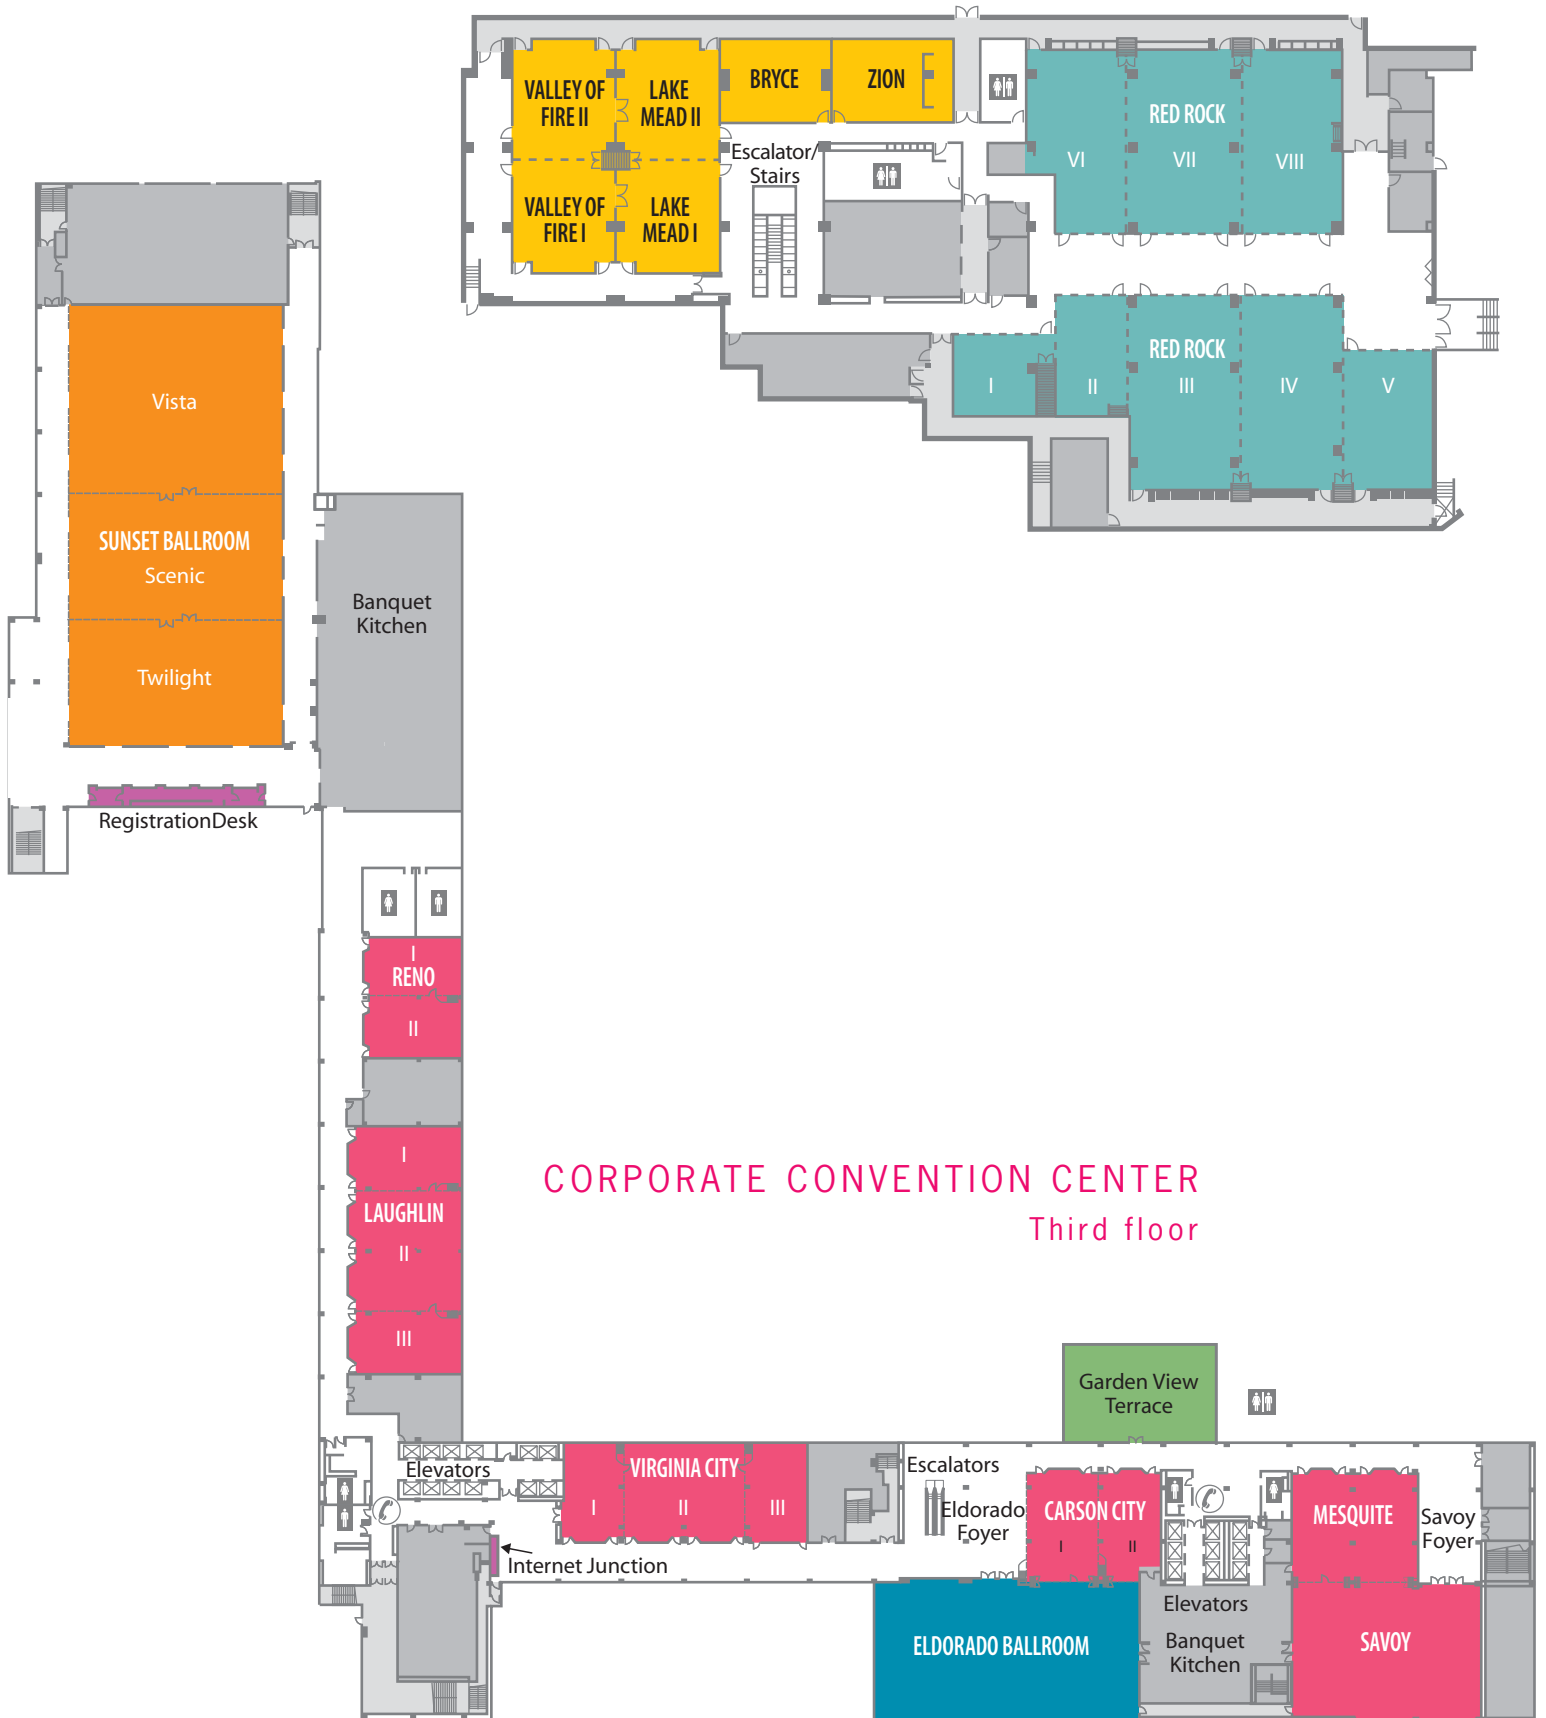 VALLEY OF
FIRE II
LAKE
MEAD II
BRYCE
ZION
RED ROCK
VI
VII
VIII
Escalator/
Stairs
VALLEY OF
FIRE I
LAKE
MEAD I
RED ROCK
I
II
III
IV
V
Vista
SUNSET BALLROOM
Scenic
Twilight
Banquet
Kitchen
RegistrationDesk
I
RENO
II
I
LAUGHLIN
II
III
CORPORATE CONVENTION CENTER
Third floor
Garden View
Terrace
Elevators
VIRGINIA CITY
I
II
III
Escalators
Eldorado
Foyer
CARSON CITY
I
II
MESQUITE
Savoy
Foyer
Internet Junction
Elevators
ELDORADO BALLROOM
Banquet
Kitchen
SAVOY